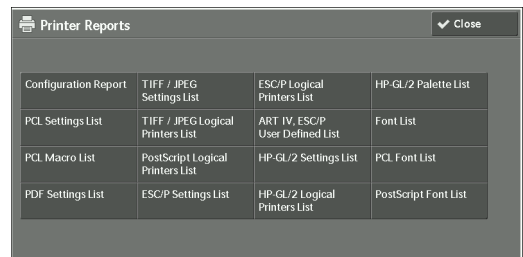 Printer Reports
Close
Configuration Report
TIFF / JPEG
Settings List
ESC/P Logical
Printers List
HP-GL/2 Palette List
PCL Settings List
TIFF / JPEG Logical
Printers List
ART IV, ESC/P
User Defined List
Font List
PCL Macro List
PostScript Logical
Printers List
HP-GL/2 Settings List
PCL Font List
PDF Settings List
ESC/P Settings List
HP-GL/2 Logical
Printers List
PostScript Font List